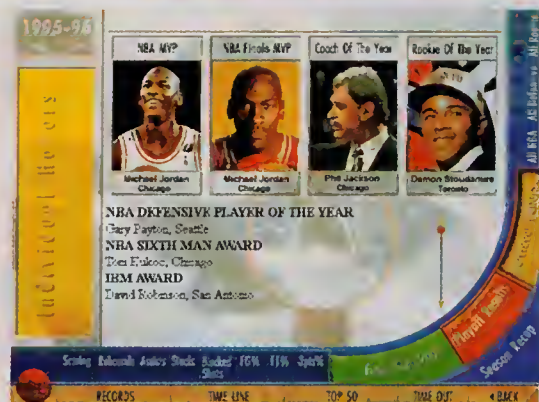 1995-96
NBA MVP
NBA Finals MVP
Coach Of The Year
Rookie Of The Year
Michael Jordan
Chicago
Michael Jordan
Chicago
Phil Jackson
Chicago
Damon Stoudamire
Toronto
NBA DEFENSIVE PLAYER OF THE YEAR
Gary Payton, Seattle
NBA SIXTH MAN AWARD
Toni Kukoc, Chicago
IBM AWARD
David Robinson, San Antonio
Playoff Results
Season Recap
Scoring Rebounds Assists Steals Blocked FG% FT% 3pt%
Shots
RECORDS TIME LINE TOP 50 TIME OUT BACK